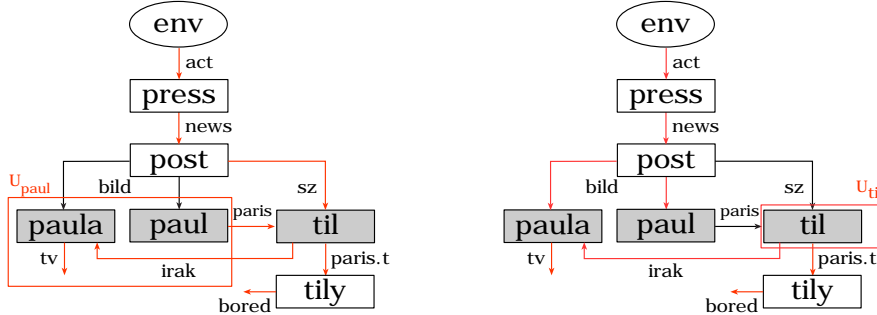 env
act
press
news
post
U_paul
bild
sz
paula
paul
paris
til
tv
irak
paris.t
bored
tily
env
act
press
news
post
bild
sz
U_ti
paula
paul
paris
til
tv
irak
paris.t
bored
tily